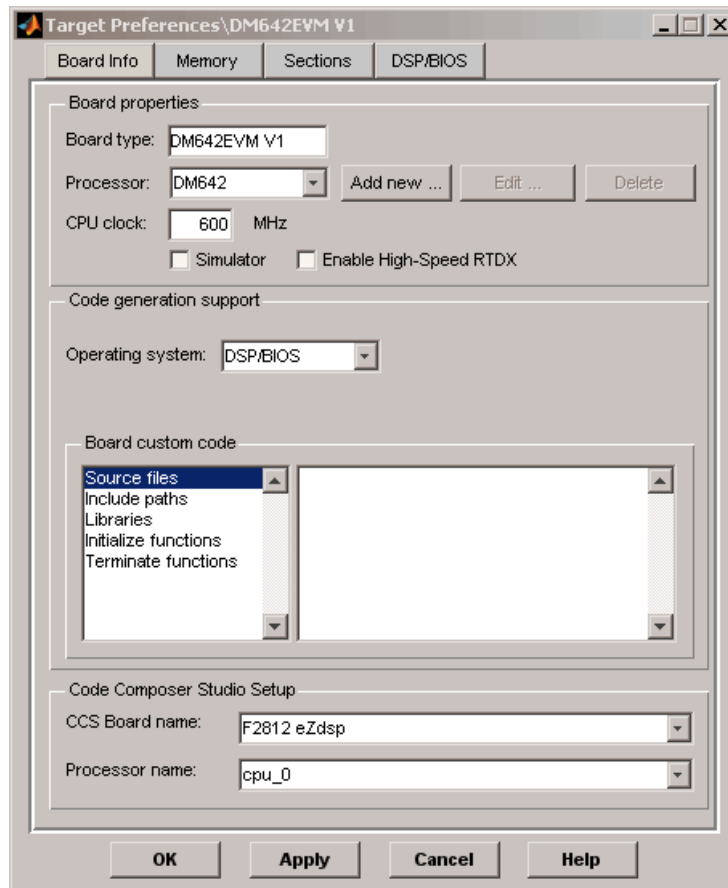 Target Preferences\DM642EVM V1
Board Info Memory Sections DSP/BIOS
Board properties
Board type: DM642EVM V1
Processor: DM642 Add new ... Edit ... Delete
CPU clock: 600 MHz
Simulator Enable High-Speed RTDX
Code generation support
Operating system: DSP/BIOS
Board custom code
Source files
Include paths
Libraries
Initialize functions
Terminate functions
Code Composer Studio Setup
CCS Board name: F2812 eZdsp
Processor name: cpu_0
OK Apply Cancel Help